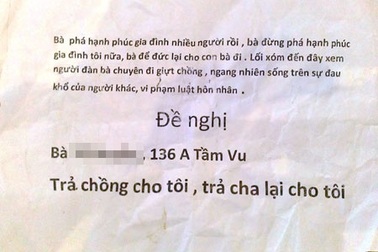 Bà phá hạnh phúc gia đình nhiều người rồi , bà đừng phá hạnh phúc
gia đình tôi nữa, bà để đức lại cho con bà đi . Lối xóm đến đây xem
người đàn bà chuyên đi giựt chồng , ngang nhiên sống trên sự đau
khổ của người khác, vi phạm luật hôn nhân .
Đề nghị
Bà , 136 A Tầm Vu
Trả chồng cho tôi , trả cha lại cho tôi